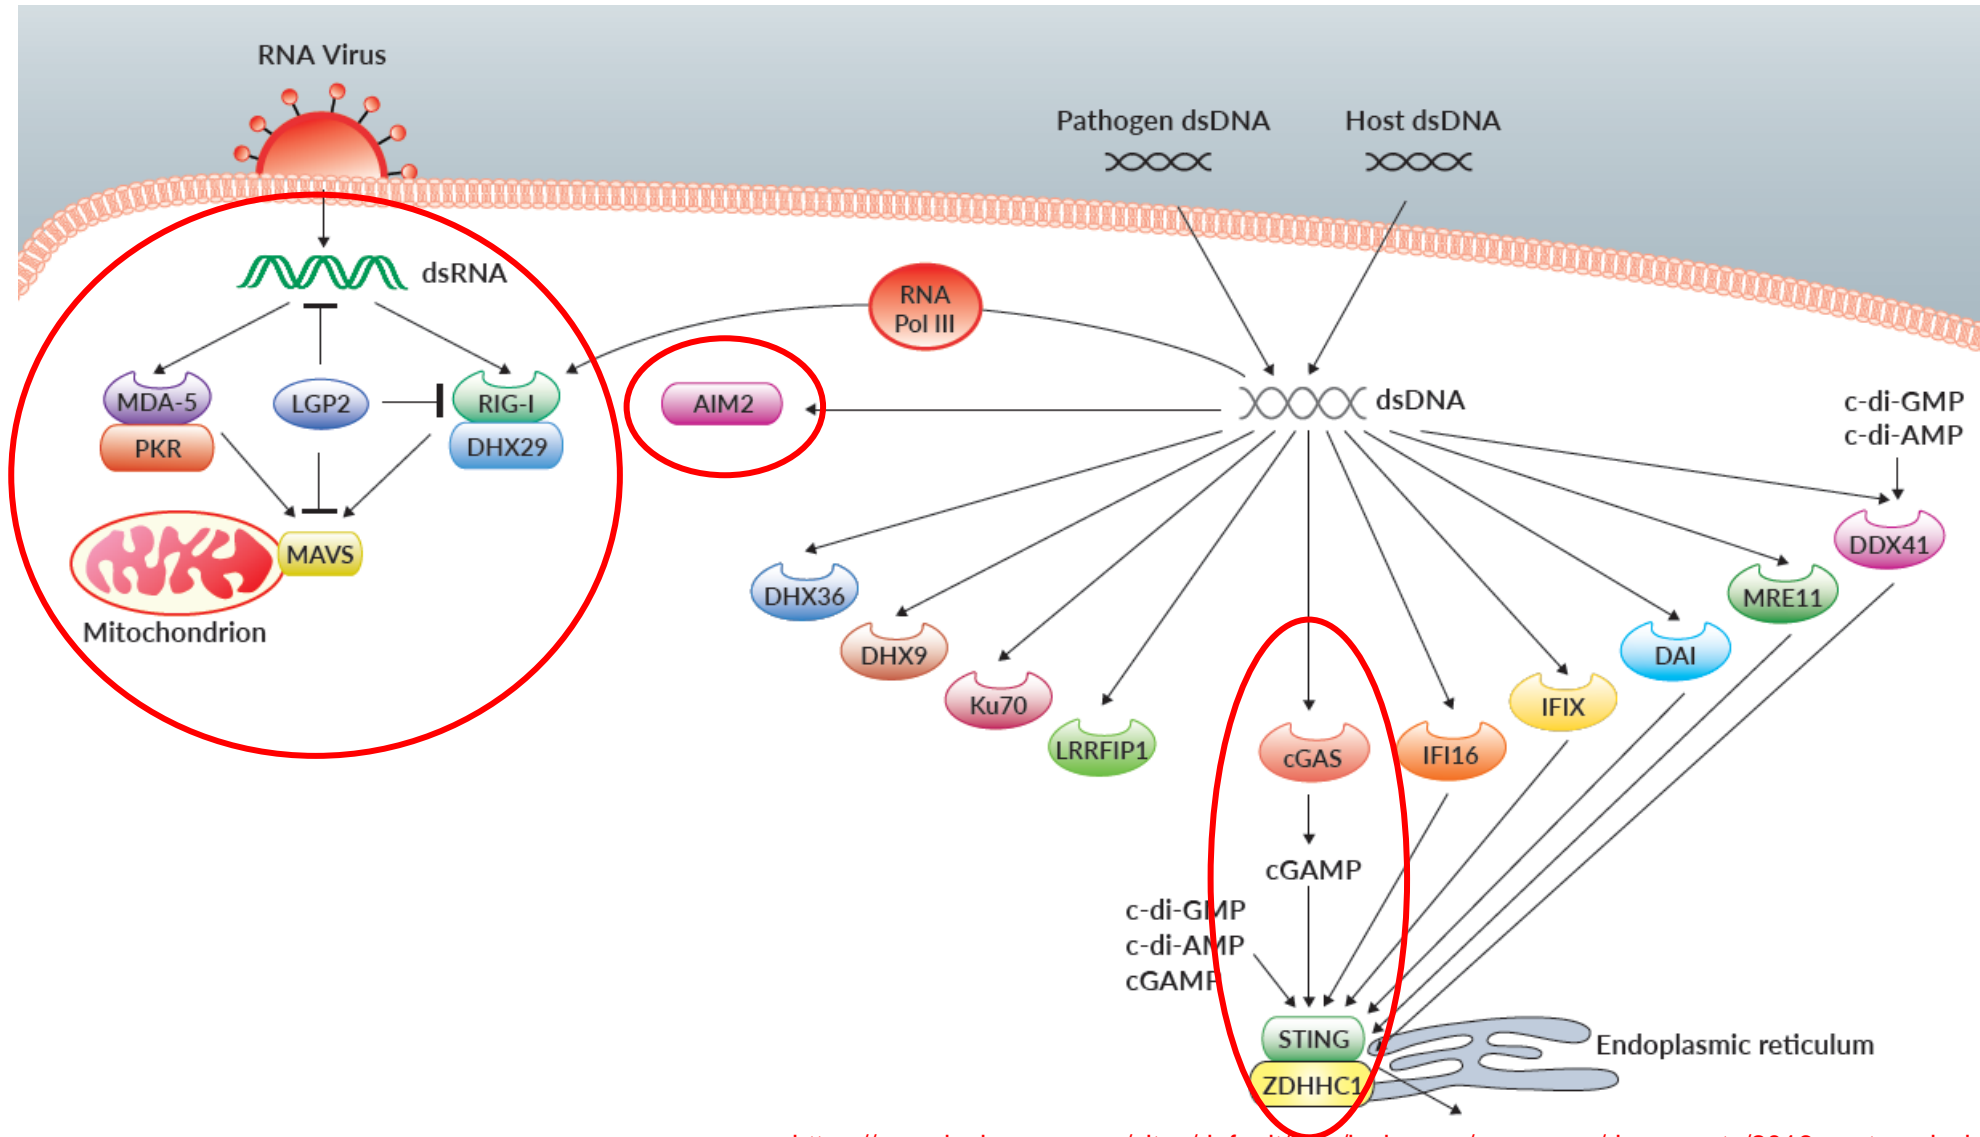 RNA Virus
Pathogen dsDNA
Host dsDNA
dsRNA
RNA
Pol III
MDA-5
PKR
LGP2
RIG-I
DHX29
AIM2
dsDNA
c-di-GMP
c-di-AMP
MAVS
Mitochondrion
DDX41
MRE11
DHX36
DHX9
DAI
Ku70
IFIX
LRRFIP1
cGAS
IFI16
cGAMP
c-di-GMP
c-di-AMP
cGAMP
STING
ZDHHC1
Endoplasmic reticulum